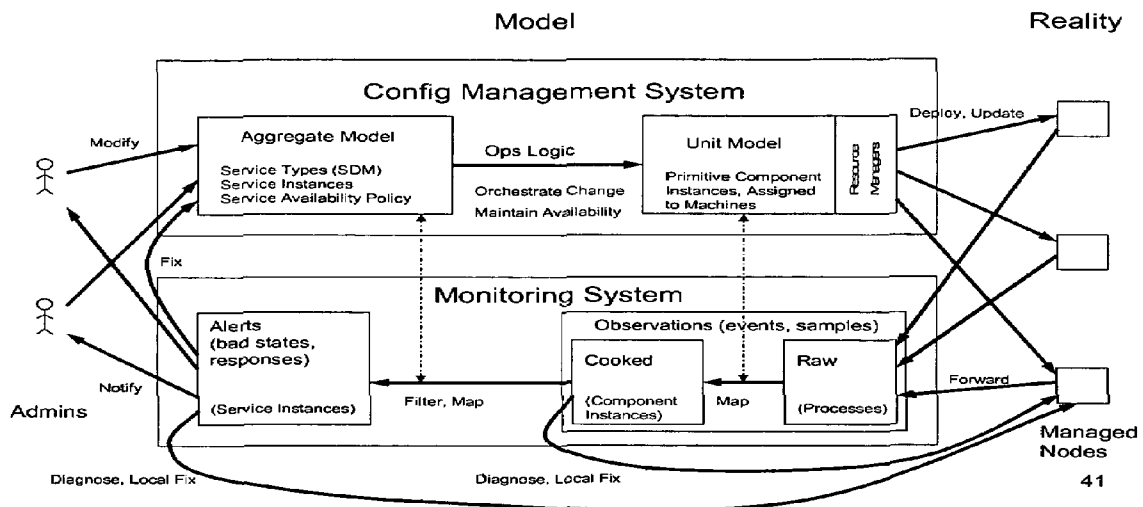 Model
Reality
Config Management System
Modify
Aggregate Model
Service Types (SDM)
Service Instances
Service Availability Policy
Ops Logic
Orchestrate Change
Maintain Availability
Unit Model
Primitive Component
Instances, Assigned
to Machines
Resource
Managers
Deploy, Update
Fix
Monitoring System
Alerts
(bad states,
responses)
(Service Instances)
Observations (events, samples)
Cooked
(Component
Instances)
Raw
(Processes)
Notify
Filter, Map
Map
Forward
Admins
Managed
Nodes
Diagnose, Local Fix
Diagnose, Local Fix
41